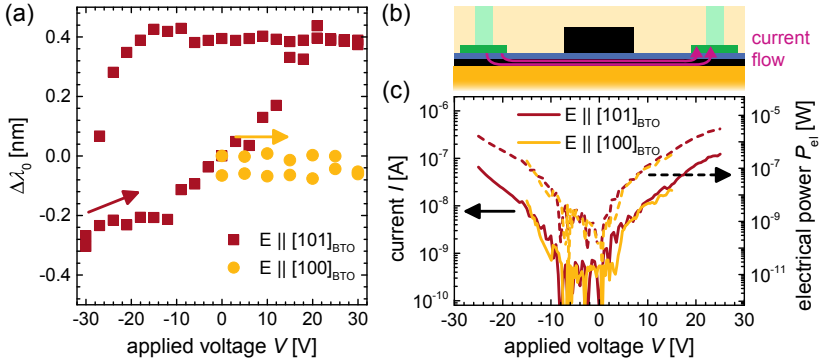 (a)
0.4
0.2
0.0
-0.2
-0.4
Δλ₀ [nm]
E || [101]BTO
E || [100]BTO
-30 -20 -10 0 10 20 30
applied voltage V [V]
(b)
current
flow
(c)
E || [101]BTO
E || [100]BTO
10⁻⁶
10⁻⁷
10⁻⁸
10⁻⁹
10⁻¹⁰
current I [A]
10⁻⁵
10⁻⁷
10⁻⁹
10⁻¹¹
electrical power Pel [W]
-30 -20 -10 0 10 20 30
applied voltage V [V]